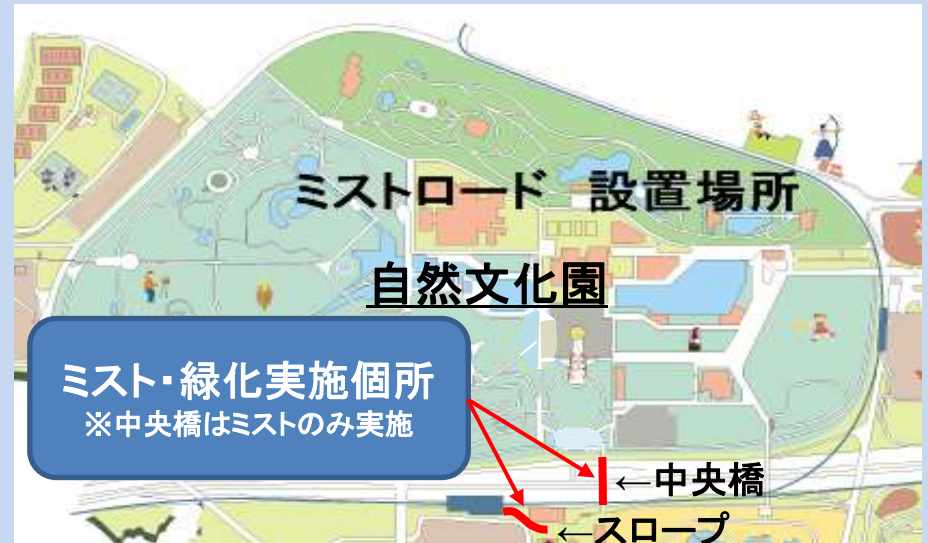 ミストロード 設置場所
自然文化園
ミスト・緑化実施個所
※中央橋はミストのみ実施
←中央橋
←スロープ